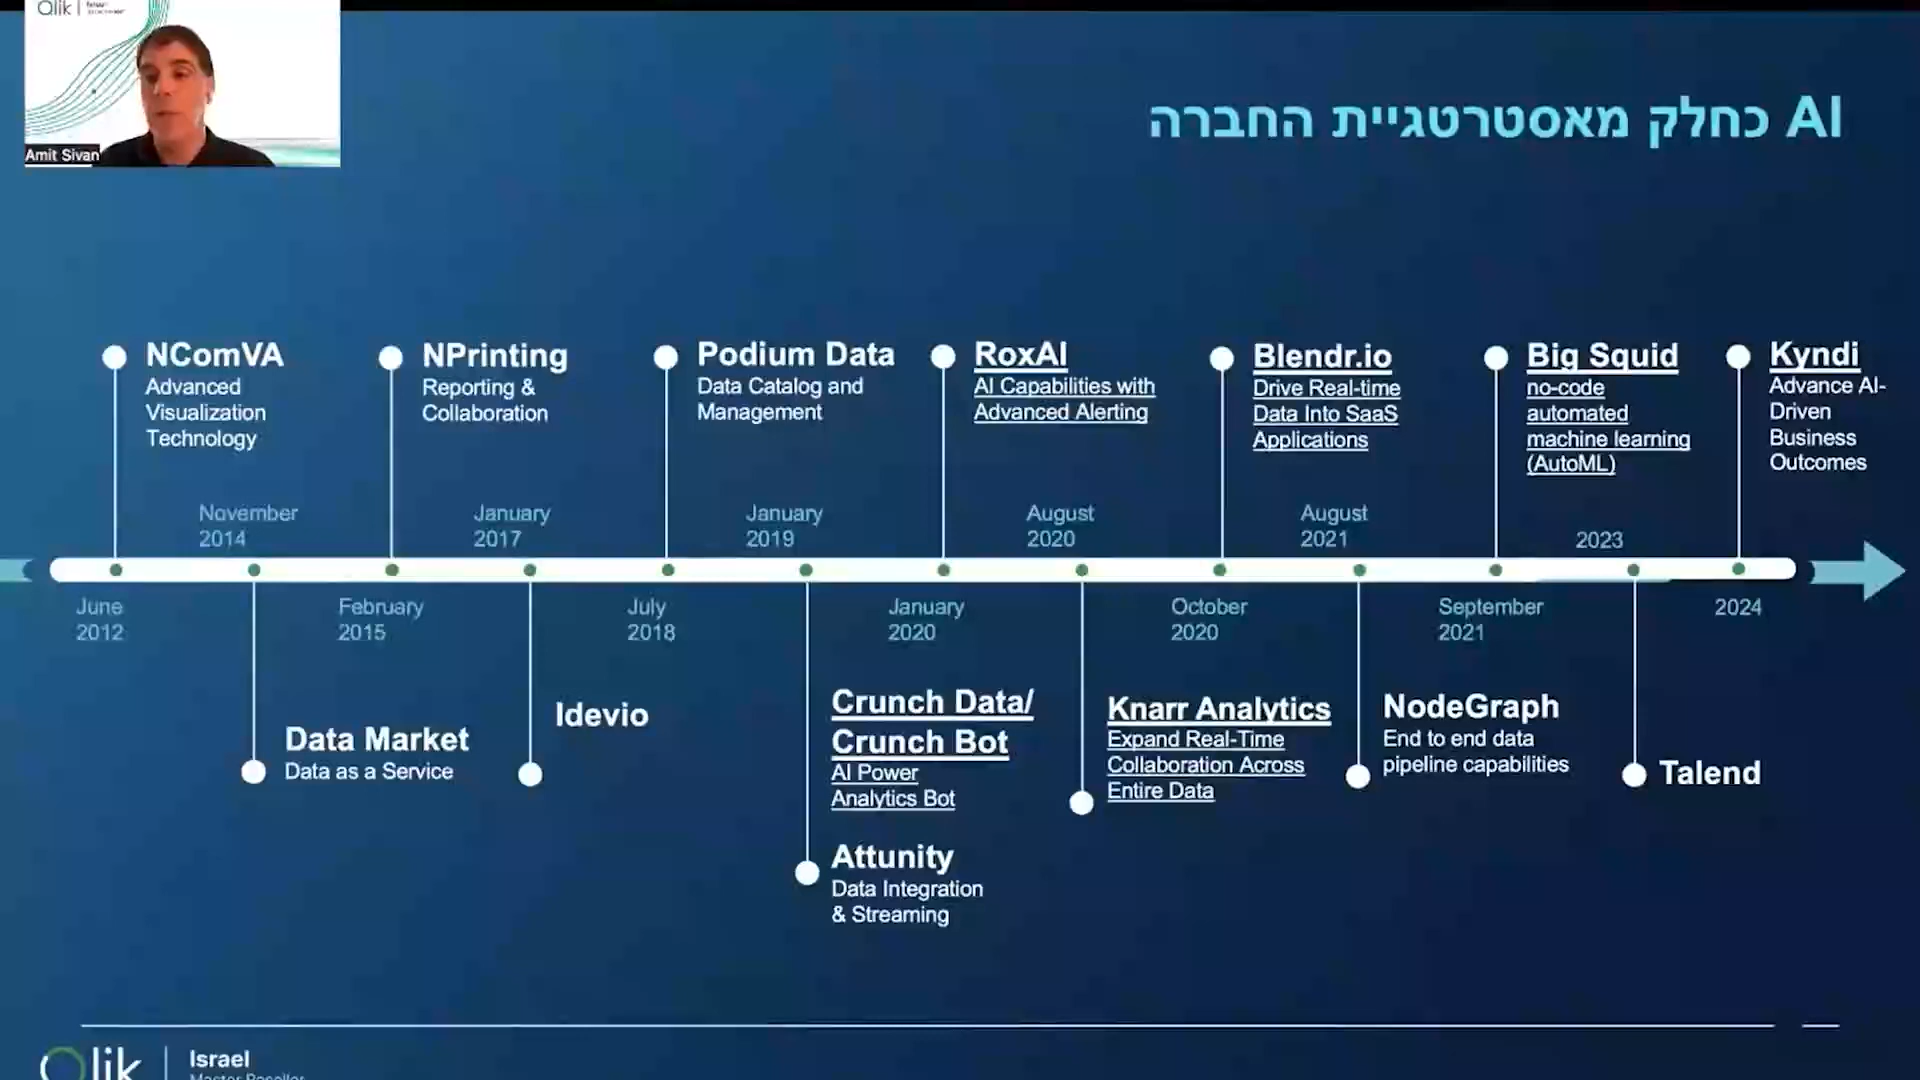 Qlik
Amit Sivan
AI כחלק מאסטרטגיית החברה
NComVA
Advanced
Visualization
Technology
NPrinting
Reporting &
Collaboration
Podium Data
Data Catalog and
Management
RoxAI
AI Capabilities with
Advanced Alerting
Blendr.io
Drive Real-time
Data Into SaaS
Applications
Big Squid
no-code
automated
machine learning
(AutoML)
Kyndi
Advance AI-
Driven
Business
Outcomes
November
2014
January
2017
January
2019
August
2020
August
2021
2023
June
2012
February
2015
July
2018
January
2020
October
2020
September
2021
2024
Data Market
Data as a Service
Idevio
Crunch Data/
Crunch Bot
AI Power
Analytics Bot
Attunity
Data Integration
& Streaming
Knarr Analytics
Expand Real-Time
Collaboration Across
Entire Data
NodeGraph
End to end data
pipeline capabilities
Talend
Qlik
Israel
Master Reseller